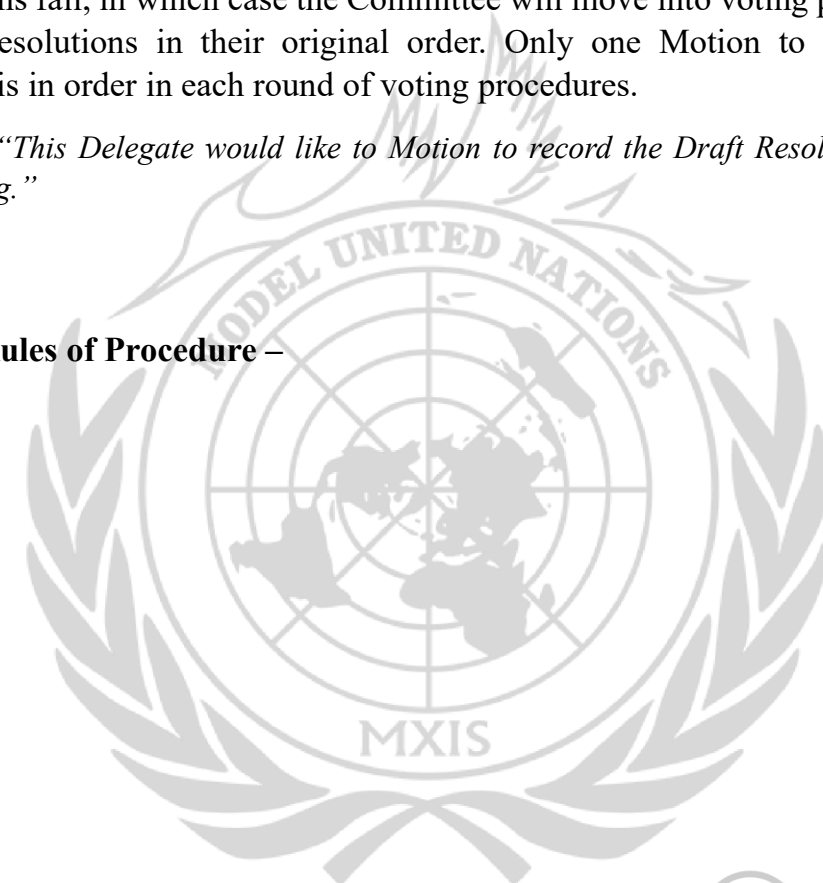 ns fail, in which case the Committee will move into voting p
esolutions in their original order. Only one Motion to
is in order in each round of voting procedures.
“This Delegate would like to Motion to record the Draft Resol
g.”
MODEL UNITED NATIONS
ules of Procedure –
MXIS